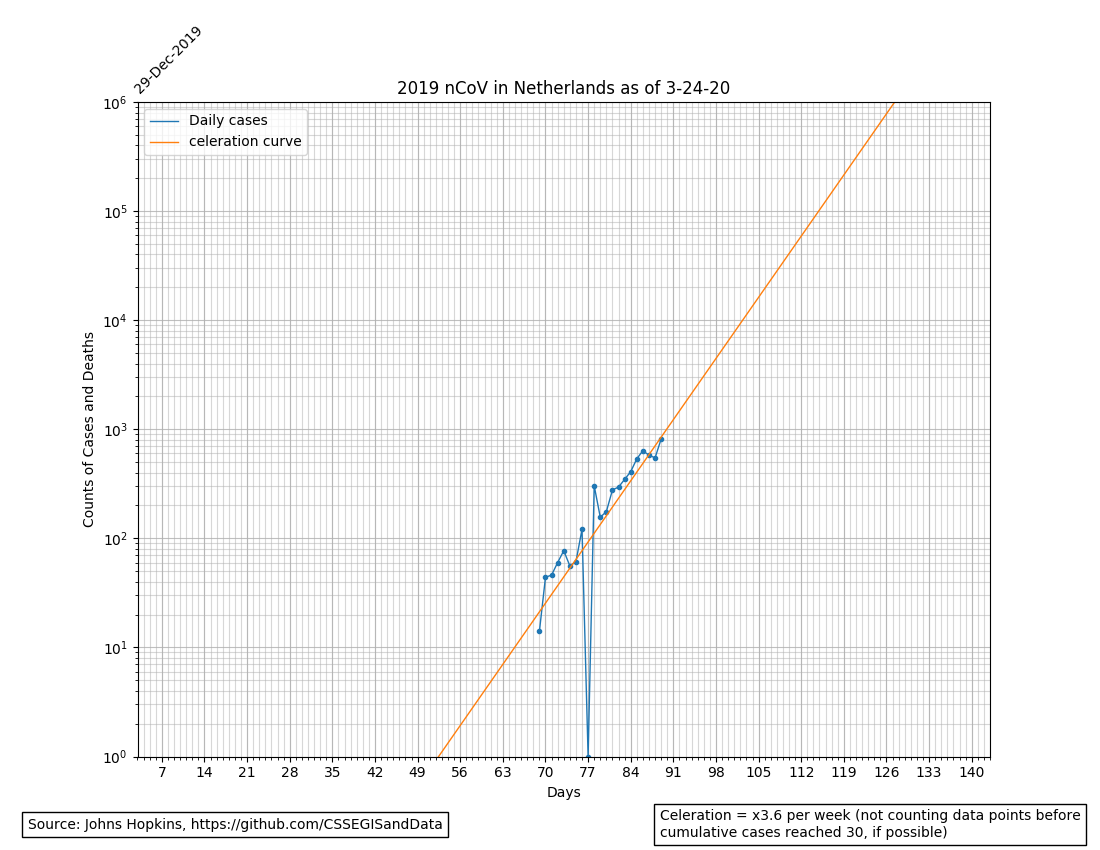 29-Dec-2019
2019 nCoV in Netherlands as of 3-24-20
Daily cases
celeration curve
10^6
10^5
10^4
10^3
10^2
10^1
10^0
Counts of Cases and Deaths
7 14 21 28 35 42 49 56 63 70 77 84 91 98 105 112 119 126 133 140
Days
Source: Johns Hopkins, https://github.com/CSSEGISandData
Celeration = x3.6 per week (not counting data points before
cumulative cases reached 30, if possible)